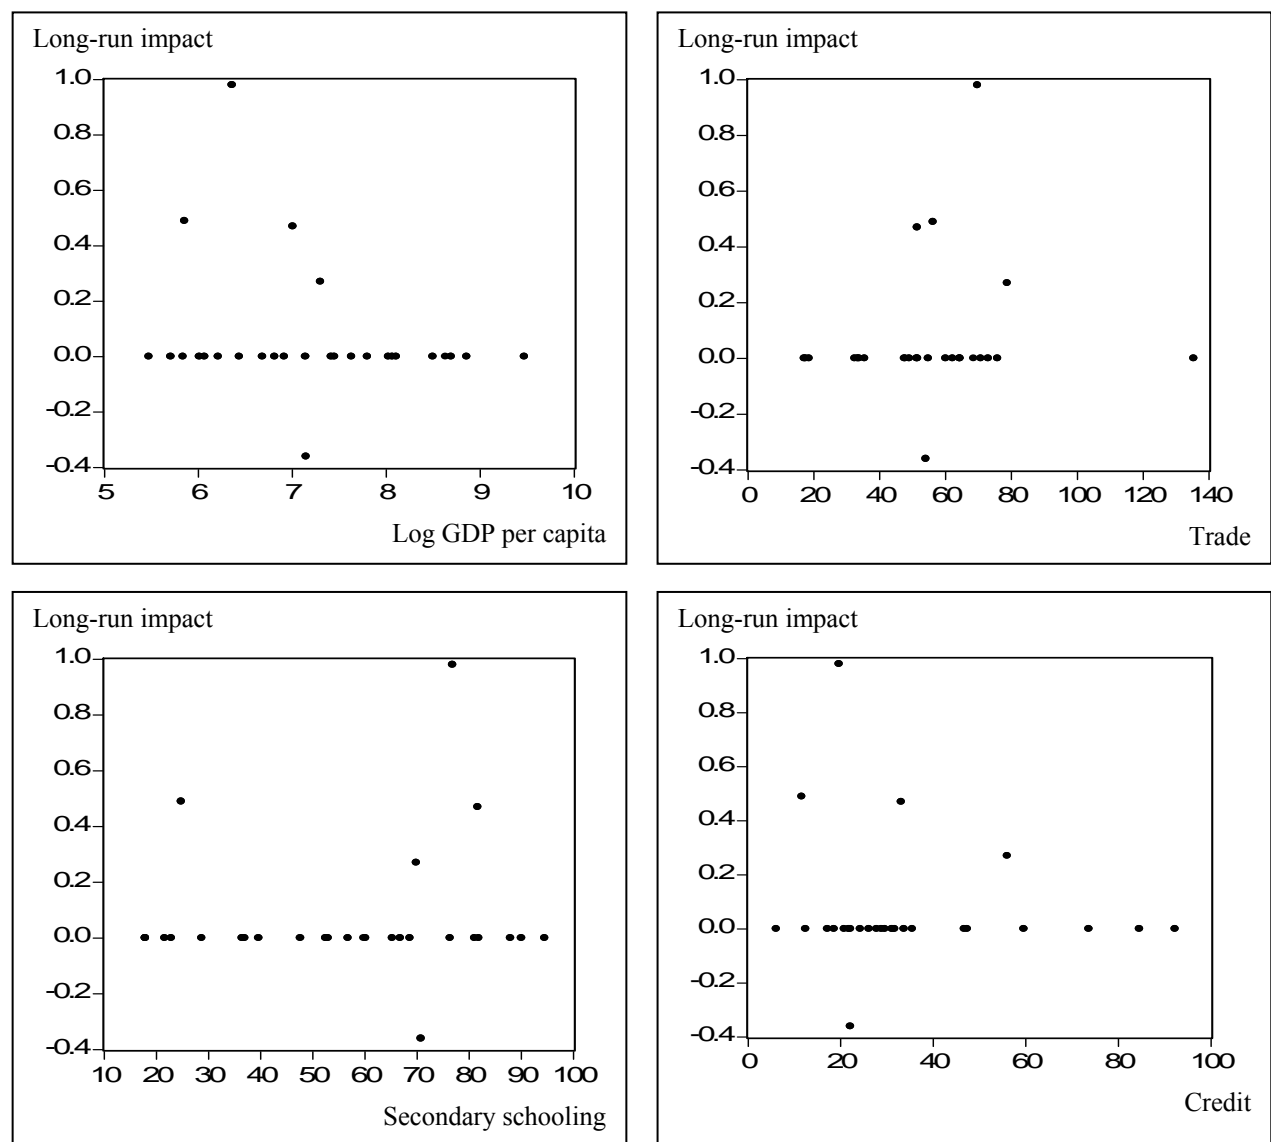 Long-run impact
1.0
0.8
0.6
0.4
0.2
0.0
-0.2
-0.4
5 6 7 8 9 10
Log GDP per capita
Long-run impact
1.0
0.8
0.6
0.4
0.2
0.0
-0.2
-0.4
0 20 40 60 80 100 120 140
Trade
Long-run impact
1.0
0.8
0.6
0.4
0.2
0.0
-0.2
-0.4
10 20 30 40 50 60 70 80 90 100
Secondary schooling
Long-run impact
1.0
0.8
0.6
0.4
0.2
0.0
-0.2
-0.4
0 20 40 60 80 100
Credit